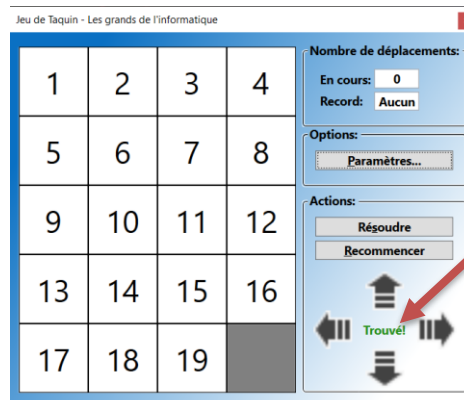 Jeu de Taquin - Les grands de l'informatique
1 2 3 4
5 6 7 8
9 10 11 12
13 14 15 16
17 18 19
Nombre de déplacements:
En cours: 0
Record: Aucun
Options:
Paramètres...
Actions:
Résoudre
Recommencer
Trouvé!